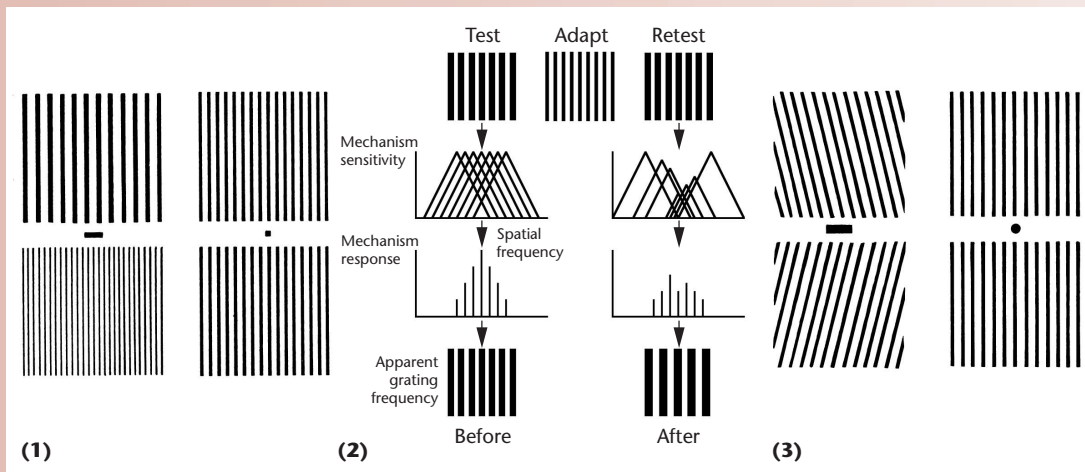 Test
Adapt
Retest
Mechanism
sensitivity
Spatial
frequency
Mechanism
response
Apparent
grating
frequency
Before
After
(1)
(2)
(3)